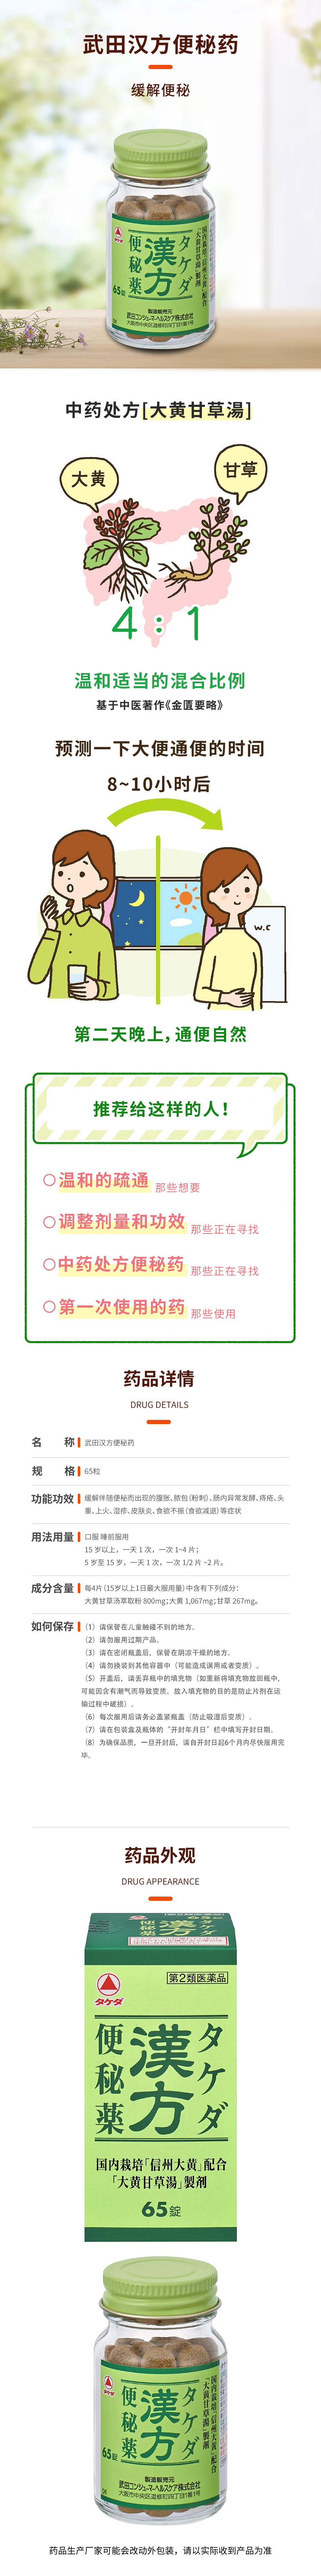 武田汉方便秘药
缓解便秘
タケダ
漢方
便秘薬
国内栽培「信州大黄」配合
「大黄甘草湯」製剤
65錠
製造販売元
武田コンシューマーヘルスケア株式会社
大阪市中央区道修町四丁目1番1号
中药处方[大黄甘草湯]
大黄
甘草
4:1
温和适当的混合比例
基于中医著作《金匮要略》
预测一下大便通便的时间
8~10小时后
W.C
第二天晚上，通便自然
推荐给这样的人！
温和的疏通 那些想要
调整剂量和功效 那些正在寻找
中药处方便秘药 那些正在寻找
第一次使用的药 那些使用
药品详情
DRUG DETAILS
名 称 武田汉方便秘药
规 格 65粒
功能功效 缓解伴随便秘而出现的腹胀、脓包(粉刺)、肠内异常发酵、痔疮、头
重、上火、湿疹、皮肤炎、食欲不振(食欲减退)等症状
用法用量 口服 睡前服用
15 岁以上，一天 1 次，一次 1~4 片；
5 岁至 15 岁，一天 1 次，一次 1/2 片 ~2 片。
成分含量 每4片(15岁以上1日最大服用量)中含有下列成分：
大黄甘草汤萃取粉 800mg；大黄 1,067mg；甘草 267mg。
如何保存 （1）请保管在儿童触碰不到的地方。
（2）请勿服用过期产品。
（3）请在密闭瓶盖后，保管在阴凉干燥的地方。
（4）请勿换装到其他容器中（可能造成误用或者变质）。
（5）开盖后，请丢弃瓶中的填充物（如重新将填充物放回瓶中，
可能因含有潮气而导致变质。放入填充物的目的是防止片剂在运
输过程中破损）。
（6）每次服用后请务必盖紧瓶盖（防止吸湿后变质）。
（7）请在包装盒及瓶体的“开封年月日”栏中填写开封日期。
（8）为确保品质，一旦开封后，请自开封日起6个月内尽快服用完
毕。
药品外观
DRUG APPEARANCE
65錠
タケダ
漢方
便秘薬
第2類医薬品
タケダ
タケダ
漢方
便秘薬
国内栽培「信州大黄」配合
「大黄甘草湯」製剤
65錠
タケダ
タケダ
漢方
便秘薬
国内栽培「信州大黄」配合
「大黄甘草湯」製剤
65錠
製造販売元
武田コンシューマーヘルスケア株式会社
大阪市中央区道修町四丁目1番1号
药品生产厂家可能会改动外包装，请以实际收到产品为准